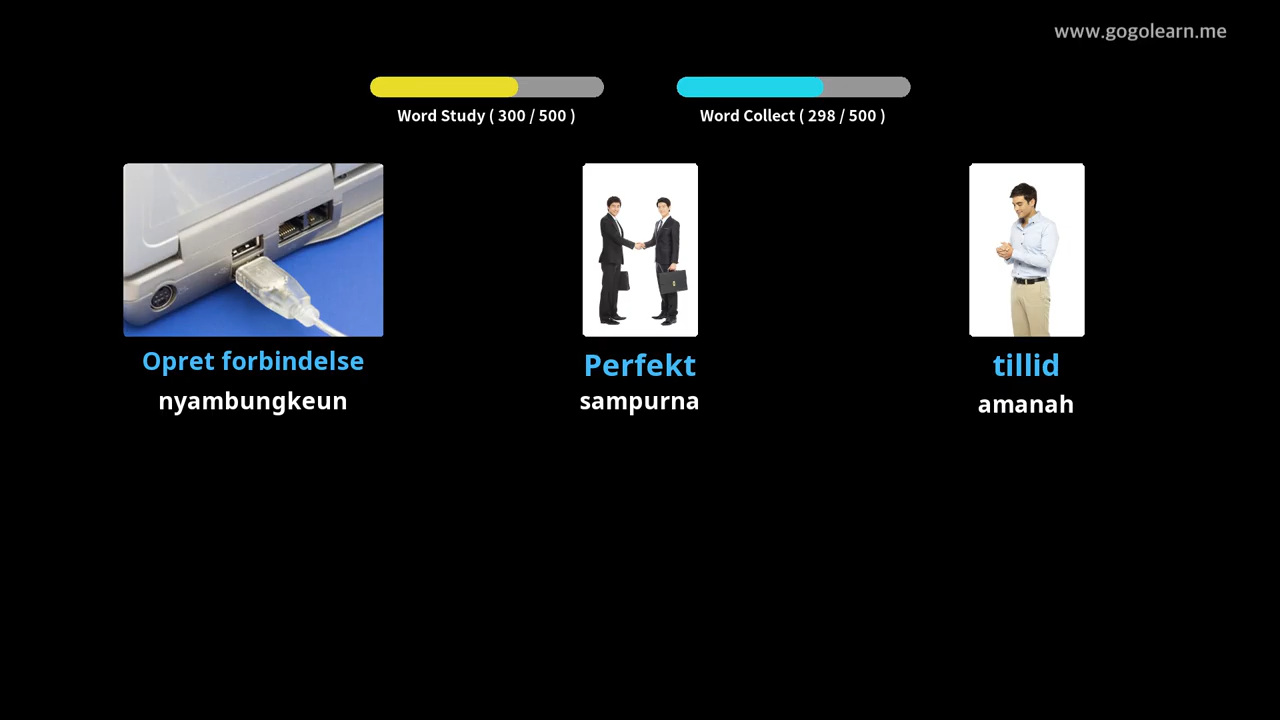 www.gogolearn.me
Word Study ( 300 / 500 )
Word Collect ( 298 / 500 )
Opret forbindelse
nyambungkeun
Perfekt
sampurna
tillid
amanah